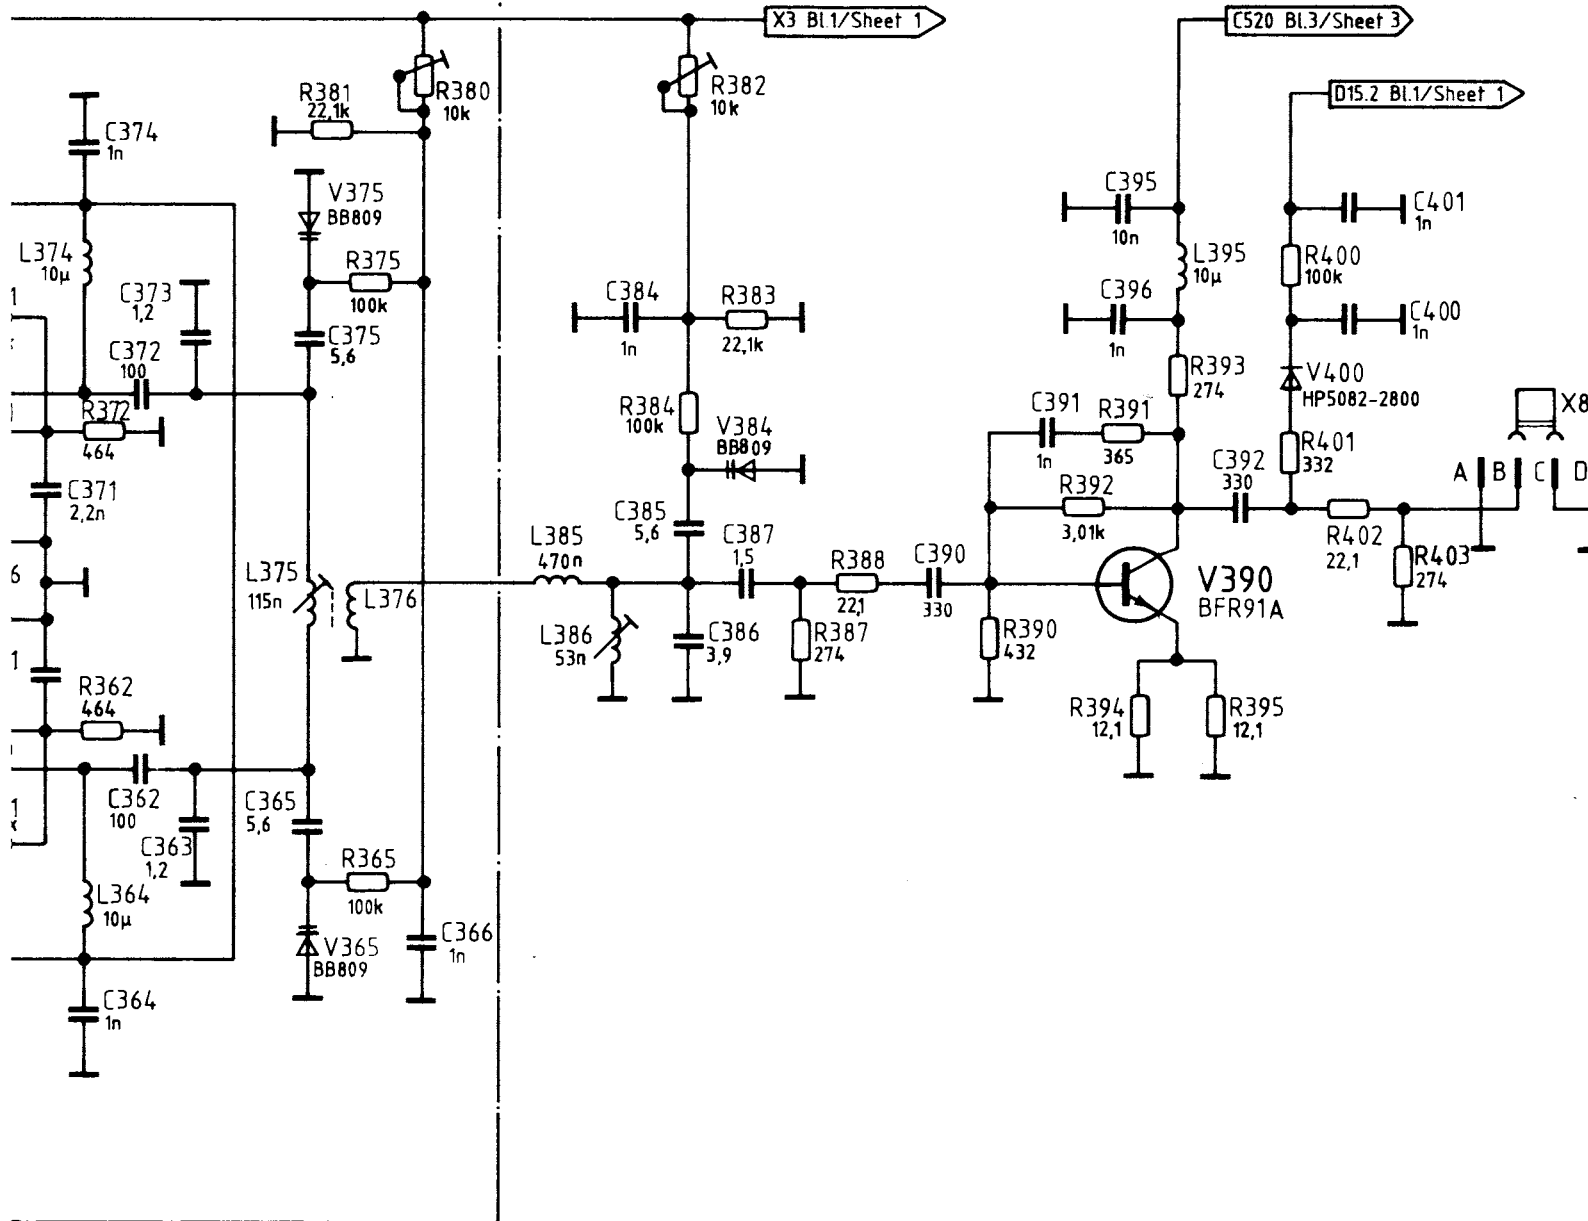 X3 Bl.1/Sheet 1
C520 Bl.3/Sheet 3
D15.2 Bl.1/Sheet 1
R380
10k
R381
22,1k
R382
10k
C374
1n
V375
BB809
C395
10n
C401
1n
L374
10µ
R375
100k
L395
10µ
R400
100k
C373
1,2
C375
5,6
C384
1n
R383
22,1k
C396
1n
C400
1n
C372
100
R393
274
V400
HP5082-2800
X8
R372
464
R384
100k
V384
BB809
C391
1n
R391
365
R401
332
C371
2,2n
C385
5,6
R392
3,01k
C392
330
A
B
C
D
L385
470n
C387
1,5
R388
22,1
C390
330
R402
22,1
R403
274
6
L375
115n
L376
V390
BFR91A
L386
53n
C386
3,9
R387
274
R390
432
1
R362
464
R394
12,1
R395
12,1
C362
100
C365
5,6
1
C363
1,2
R365
100k
L364
10µ
V365
BB809
C366
1n
C364
1n